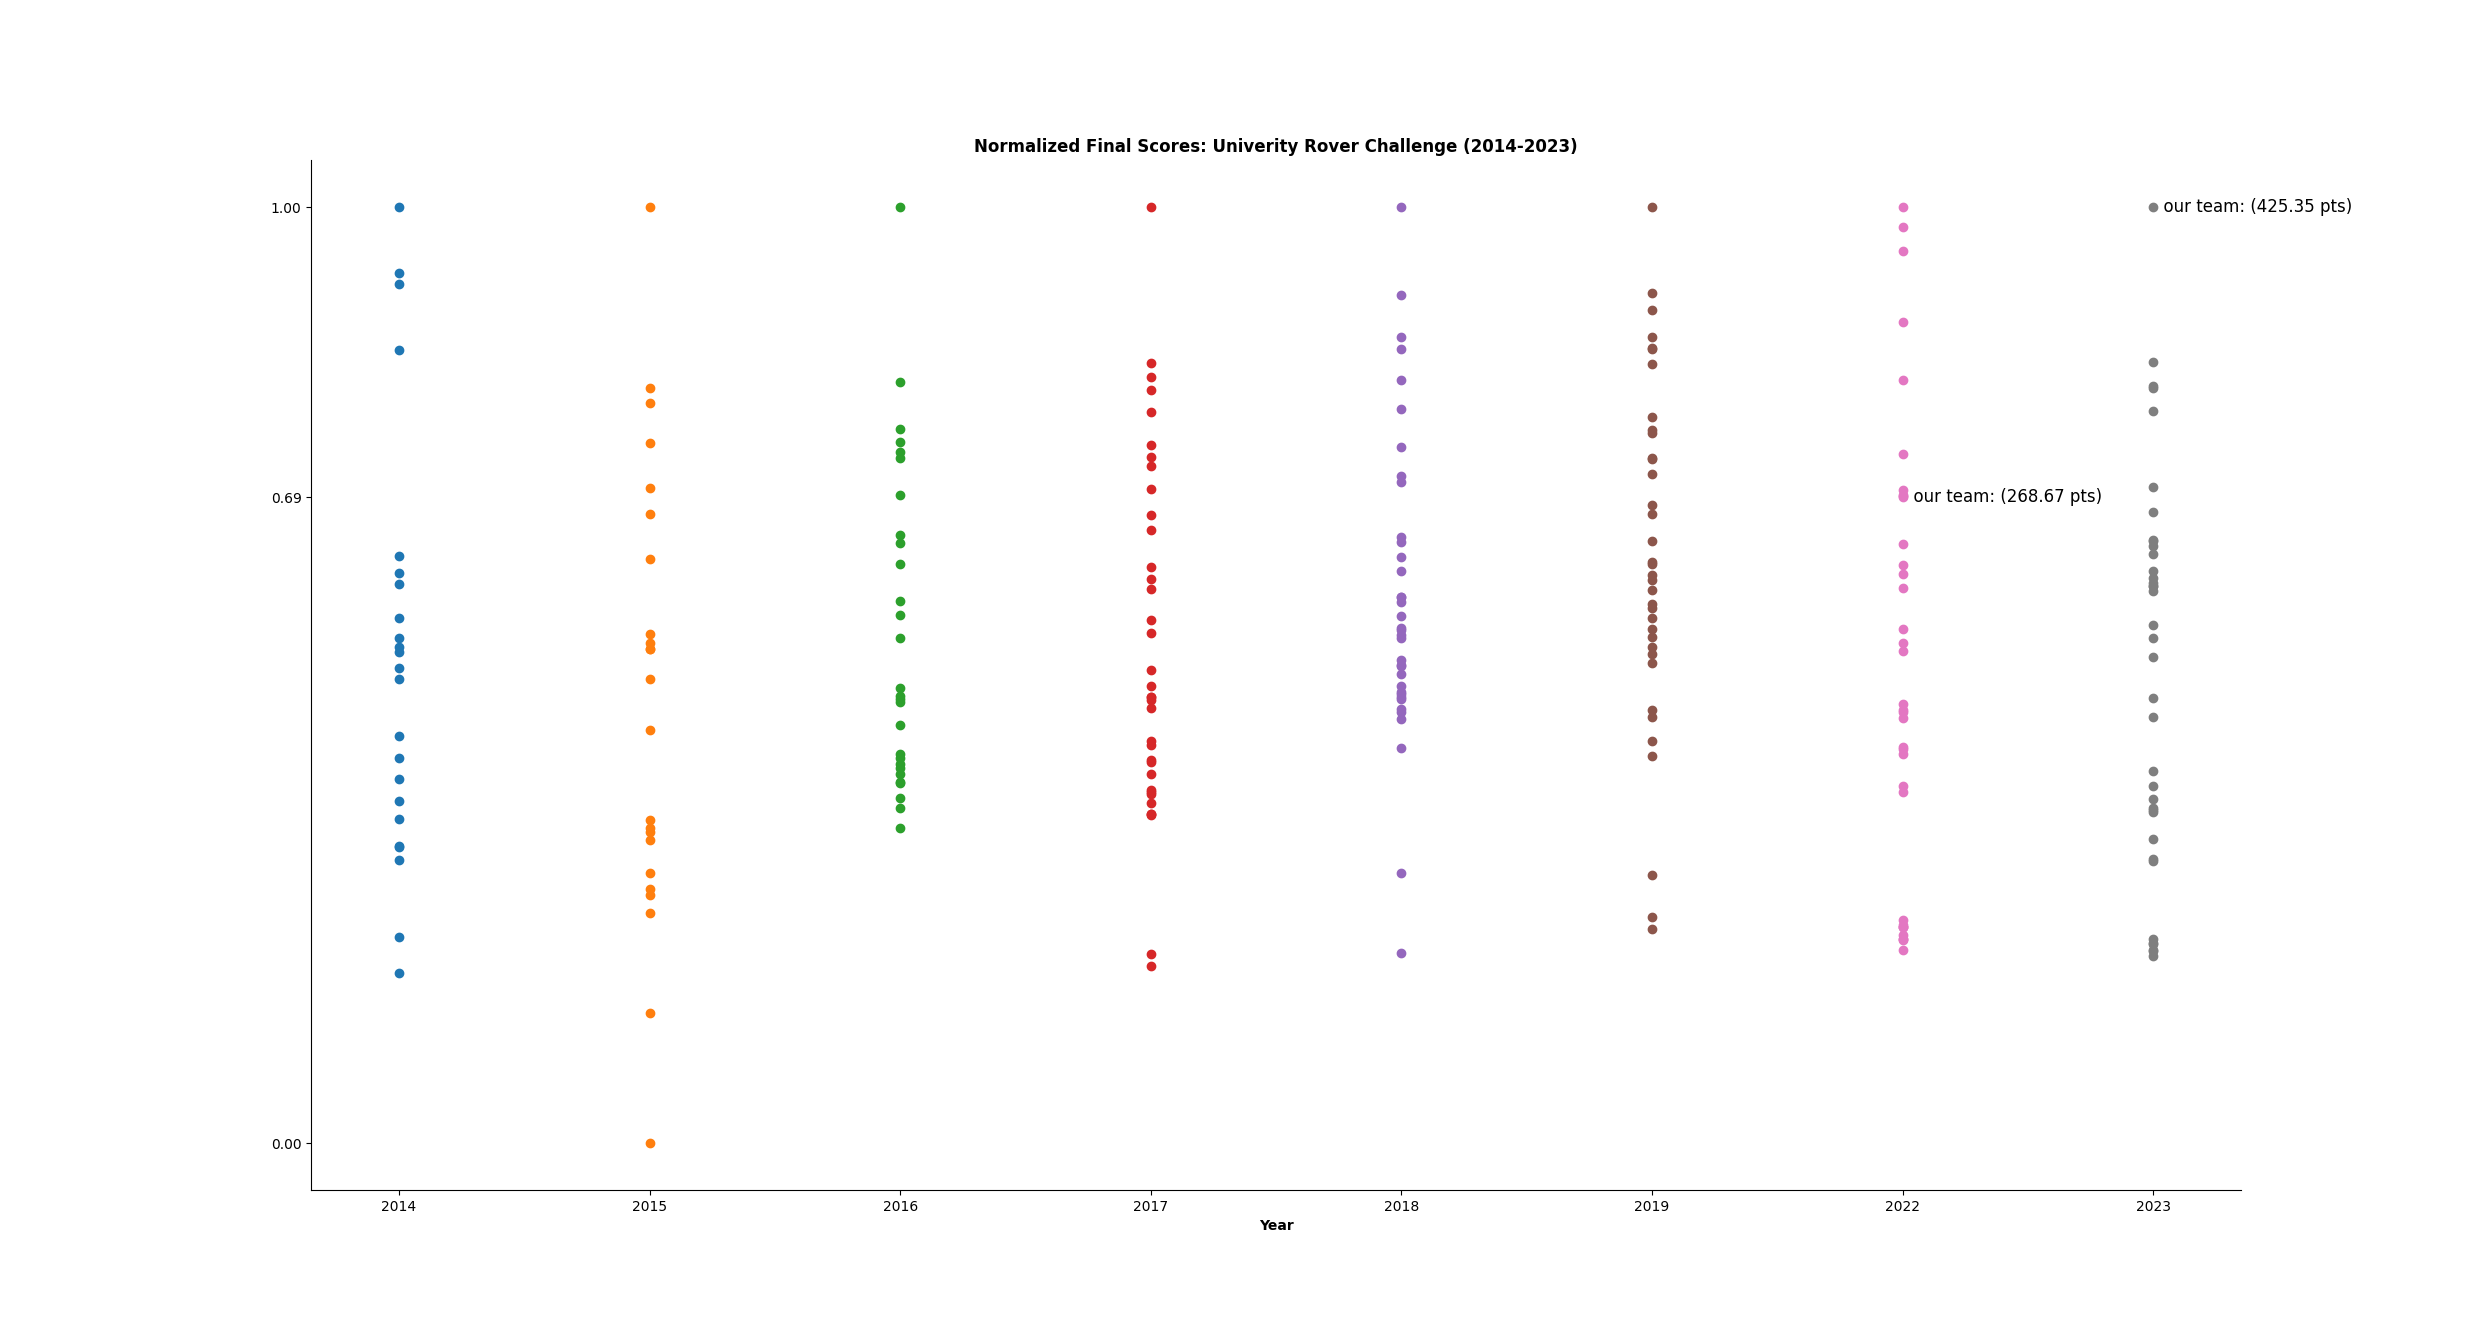 Normalized Final Scores: Univerity Rover Challenge (2014-2023)
1.00
our team: (425.35 pts)
0.69
our team: (268.67 pts)
0.00
2014 2015 2016 2017 2018 2019 2022 2023
Year